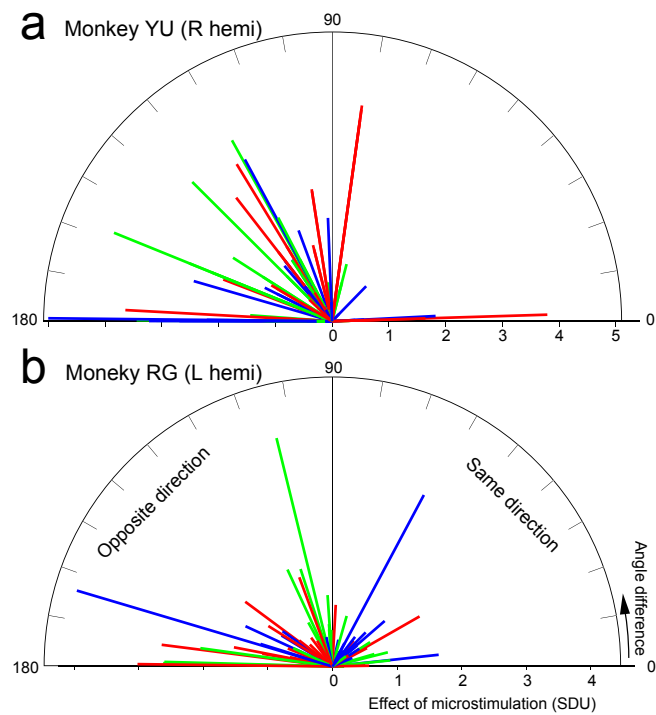 a Monkey YU (R hemi)
90
180
0
0 1 2 3 4 5
b Moneky RG (L hemi)
90
Opposite direction
Same direction
Angle difference
180
0
0 1 2 3 4
Effect of microstimulation (SDU)